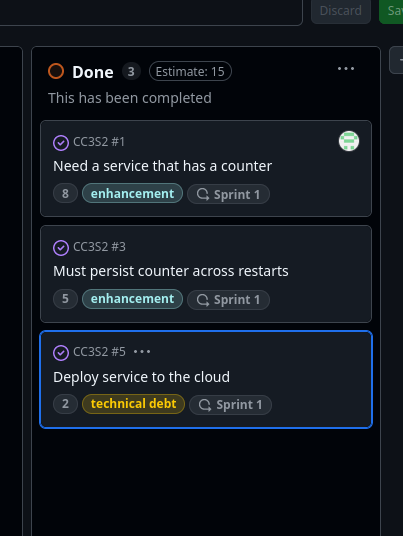 Discard
Done 3 Estimate: 15
This has been completed
CC3S2 #1
Need a service that has a counter
8 enhancement Sprint 1
CC3S2 #3
Must persist counter across restarts
5 enhancement Sprint 1
CC3S2 #5
Deploy service to the cloud
2 technical debt Sprint 1